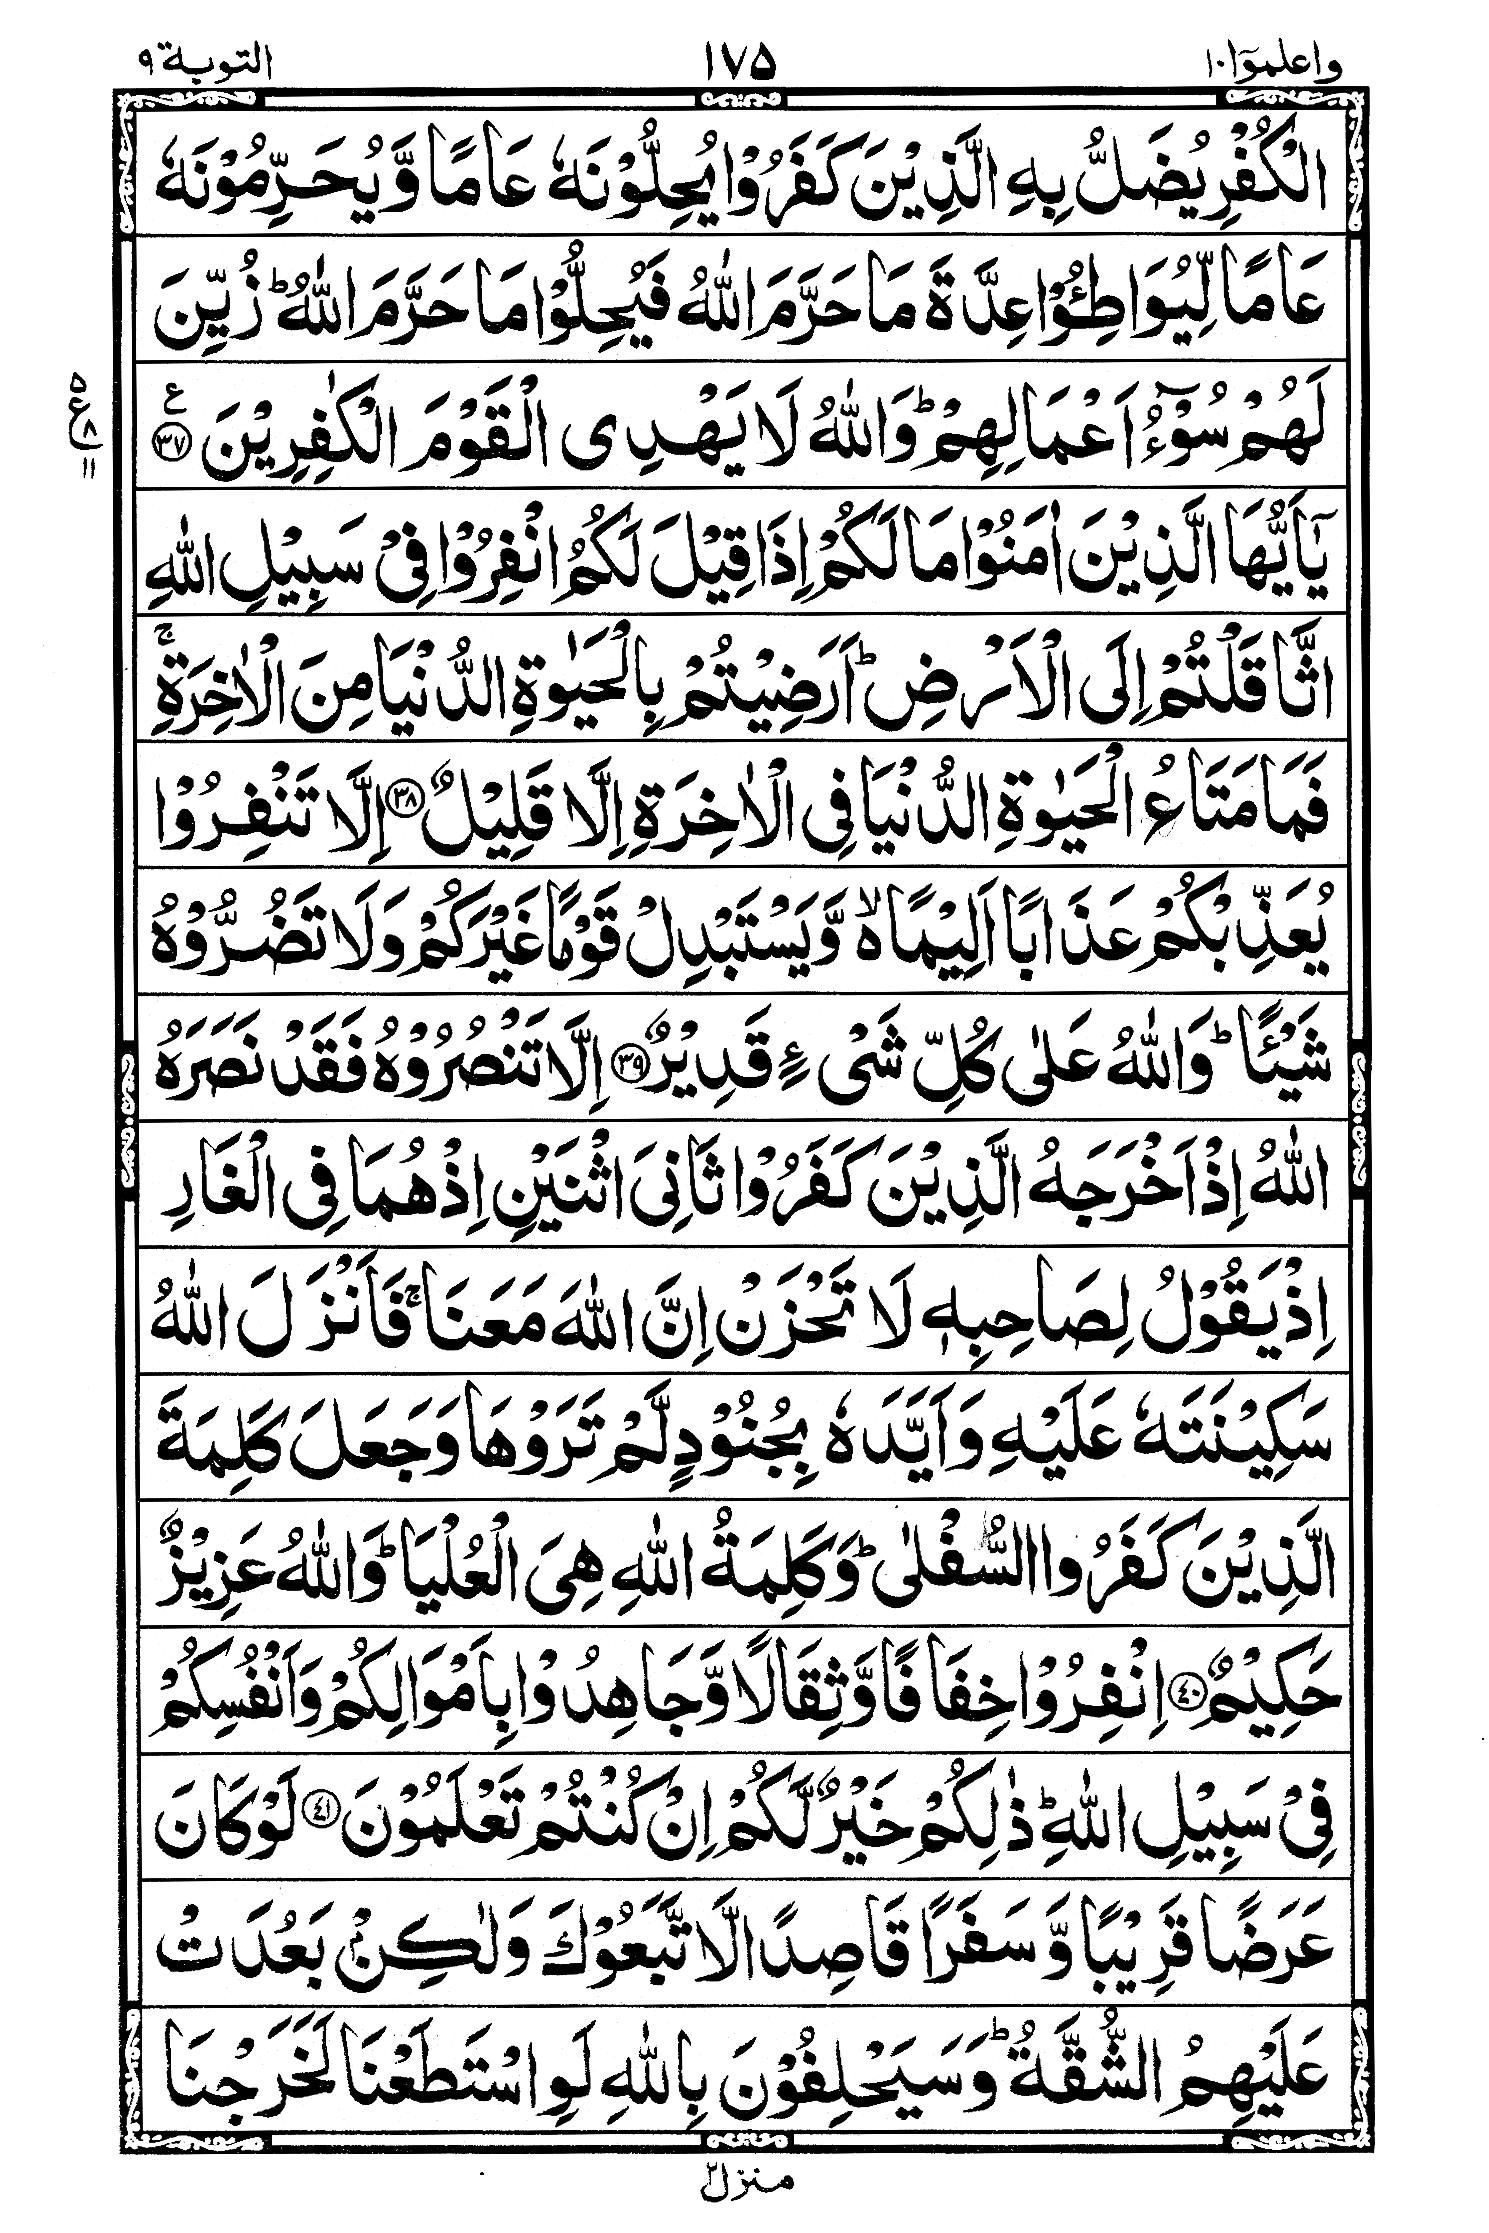 واعلموٓا ١٠ ١٧٥ التوبة ٩
الْكُفْرِ يُضَلُّ بِهِ الَّذِيْنَ كَفَرُوْا يُحِلُّوْنَهٗ عَامًا وَّيُحَرِّمُوْنَهٗ
عَامًا لِّيُوَاطِـُٔوْا عِدَّةَ مَا حَرَّمَ اللّٰهُ فَيُحِلُّوْا مَا حَرَّمَ اللّٰهُ ؕ زُيِّنَ
لَهُمْ سُوْٓءُ اَعْمَالِهِمْ ؕ وَاللّٰهُ لَا يَهْدِى الْقَوْمَ الْكٰفِرِيْنَ ﴿٣٧﴾ ع
٥ ع ٨ ١١
يٰۤاَيُّهَا الَّذِيْنَ اٰمَنُوْا مَا لَكُمْ اِذَا قِيْلَ لَكُمُ انْفِرُوْا فِىْ سَبِيْلِ اللّٰهِ
اثَّاقَلْتُمْ اِلَى الْاَرْضِ ؕ اَرَضِيْتُمْ بِالْحَيٰوةِ الدُّنْيَا مِنَ الْاٰخِرَةِ ۚ
فَمَا مَتَاعُ الْحَيٰوةِ الدُّنْيَا فِى الْاٰخِرَةِ اِلَّا قَلِيْلٌ ﴿٣٨﴾ اِلَّا تَنْفِرُوْا
يُعَذِّبْكُمْ عَذَابًا اَلِيْمًا ۙ۬ وَّيَسْتَبْدِلْ قَوْمًا غَيْرَكُمْ وَلَا تَضُرُّوْهُ
شَيْـًٔا ؕ وَاللّٰهُ عَلٰى كُلِّ شَىْءٍ قَدِيْرٌ ﴿٣٩﴾ اِلَّا تَنْصُرُوْهُ فَقَدْ نَصَرَهُ
اللّٰهُ اِذْ اَخْرَجَهُ الَّذِيْنَ كَفَرُوْا ثَانِىَ اثْنَيْنِ اِذْ هُمَا فِى الْغَارِ
اِذْ يَقُوْلُ لِصَاحِبِهٖ لَا تَحْزَنْ اِنَّ اللّٰهَ مَعَنَا ۚ فَاَنْزَلَ اللّٰهُ
سَكِيْنَتَهٗ عَلَيْهِ وَاَيَّدَهٗ بِجُنُوْدٍ لَّمْ تَرَوْهَا وَجَعَلَ كَلِمَةَ
الَّذِيْنَ كَفَرُوا السُّفْلٰى ؕ وَكَلِمَةُ اللّٰهِ هِىَ الْعُلْيَا ؕ وَاللّٰهُ عَزِيْزٌ
حَكِيْمٌ ﴿٤٠﴾ اِنْفِرُوْا خِفَافًا وَّثِقَالًا وَّجَاهِدُوْا بِاَمْوَالِكُمْ وَاَنْفُسِكُمْ
فِىْ سَبِيْلِ اللّٰهِ ؕ ذٰلِكُمْ خَيْرٌ لَّكُمْ اِنْ كُنْتُمْ تَعْلَمُوْنَ ﴿٤١﴾ لَوْ كَانَ
عَرَضًا قَرِيْبًا وَّسَفَرًا قَاصِدًا لَّاتَّبَعُوْكَ وَلٰكِنْۢ بَعُدَتْ
عَلَيْهِمُ الشُّقَّةُ ؕ وَسَيَحْلِفُوْنَ بِاللّٰهِ لَوِ اسْتَطَعْنَا لَخَرَجْنَا
منزل ٢